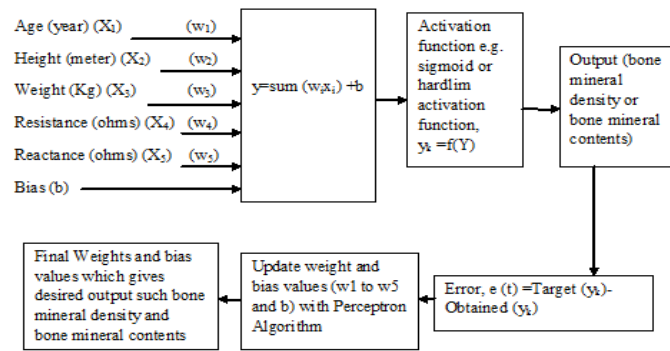 Age (year) (X₁) (w₁)
Height (meter) (X₂) (w₂)
Weight (Kg) (X₃) (w₃)
Resistance (ohms) (X₄) (w₄)
Reactance (ohms) (X₅) (w₅)
Bias (b)
y=sum (wᵢxᵢ) +b
Activation
function e.g.
sigmoid or
hardlim
activation
function,
yₖ =f(Y)
Output (bone
mineral
density or
bone mineral
contents)
Error, e (t) =Target (yₖ)-
Obtained (yₖ)
Update weight and
bias values (w1 to w5
and b) with Perceptron
Algorithm
Final Weights and bias
values which gives
desired output such bone
mineral density and
bone mineral contents